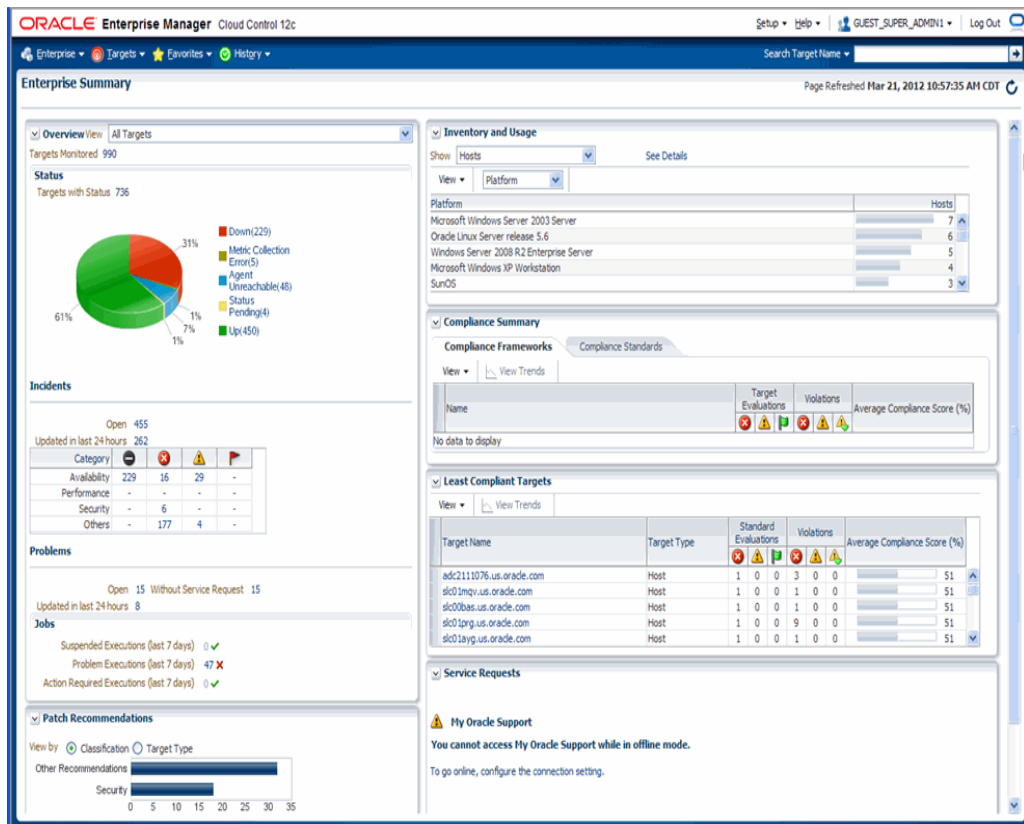 ORACLE Enterprise Manager Cloud Control 12c
Setup Help GUEST_SUPER_ADMIN1 Log Out
Enterprise Targets Favorites History Search Target Name
Enterprise Summary
Page Refreshed Mar 21, 2012 10:57:35 AM CDT
Overview View All Targets
Targets Monitored 990
Status
Targets with Status 736
31%
61%
1%
7%
1%
Down(229)
Metric Collection
Error(5)
Agent
Unreachable(48)
Status
Pending(4)
Up(450)
Incidents
Open 455
Updated in last 24 hours 262
Category
Availability 229 16 29 -
Performance - - - -
Security - 6 - -
Others - 177 4 -
Problems
Open 15 Without Service Request 15
Updated in last 24 hours 8
Jobs
Suspended Executions (last 7 days) 0
Problem Executions (last 7 days) 47
Action Required Executions (last 7 days) 0
Patch Recommendations
View by Classification Target Type
Other Recommendations
Security
0 5 10 15 20 25 30 35
Inventory and Usage
Show Hosts See Details
View Platform
Platform Hosts
Microsoft Windows Server 2003 Server 7
Oracle Linux Server release 5.6 6
Windows Server 2008 R2 Enterprise Server 5
Microsoft Windows XP Workstation 4
SunOS 3
Compliance Summary
Compliance Frameworks Compliance Standards
View View Trends
Name Target Evaluations Violations Average Compliance Score (%)
No data to display
Least Compliant Targets
View View Trends
Target Name Target Type Standard Evaluations Violations Average Compliance Score (%)
adc2111076.us.oracle.com Host 1 0 0 3 0 0 51
slc01mqv.us.oracle.com Host 1 0 0 1 0 0 51
slc00bas.us.oracle.com Host 1 0 0 1 0 0 51
slc01prg.us.oracle.com Host 1 0 0 9 0 0 51
slc01ayg.us.oracle.com Host 1 0 0 1 0 0 51
Service Requests
My Oracle Support
You cannot access My Oracle Support while in offline mode.
To go online, configure the connection setting.